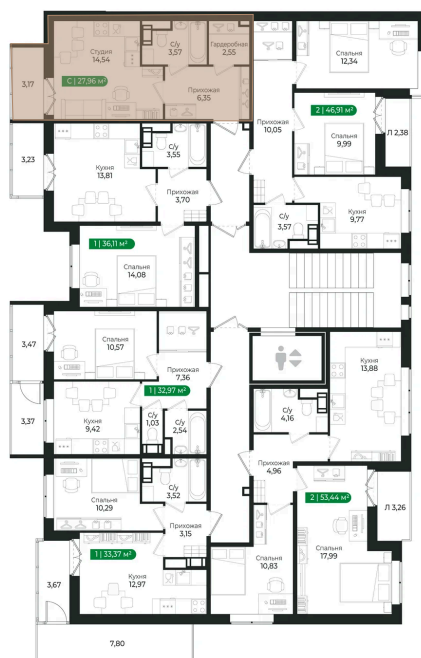 Студия
14,54
С | 27,96 м²
3,17
С/у
3,57
Гардеробная
2,55
Прихожая
6,35
Спальня
12,34
Прихожая
10,05
2 | 46,91 м²
Спальня
9,99
Л 2,38
3,23
Кухня
13,81
С/у
3,55
Прихожая
3,70
С/у
3,57
Кухня
9,77
1 | 36,11 м²
Спальня
14,08
3,47
Спальня
10,57
Прихожая
7,36
1 | 32,97 м²
3,37
Кухня
9,42
С/у
1,03
С/у
2,54
Кухня
13,88
С/у
4,16
Прихожая
4,96
Спальня
10,29
С/у
3,52
Прихожая
3,15
2 | 53,44 м²
Л 3,26
Спальня
17,99
Спальня
10,83
1 | 33,37 м²
Кухня
12,97
3,67
7,80